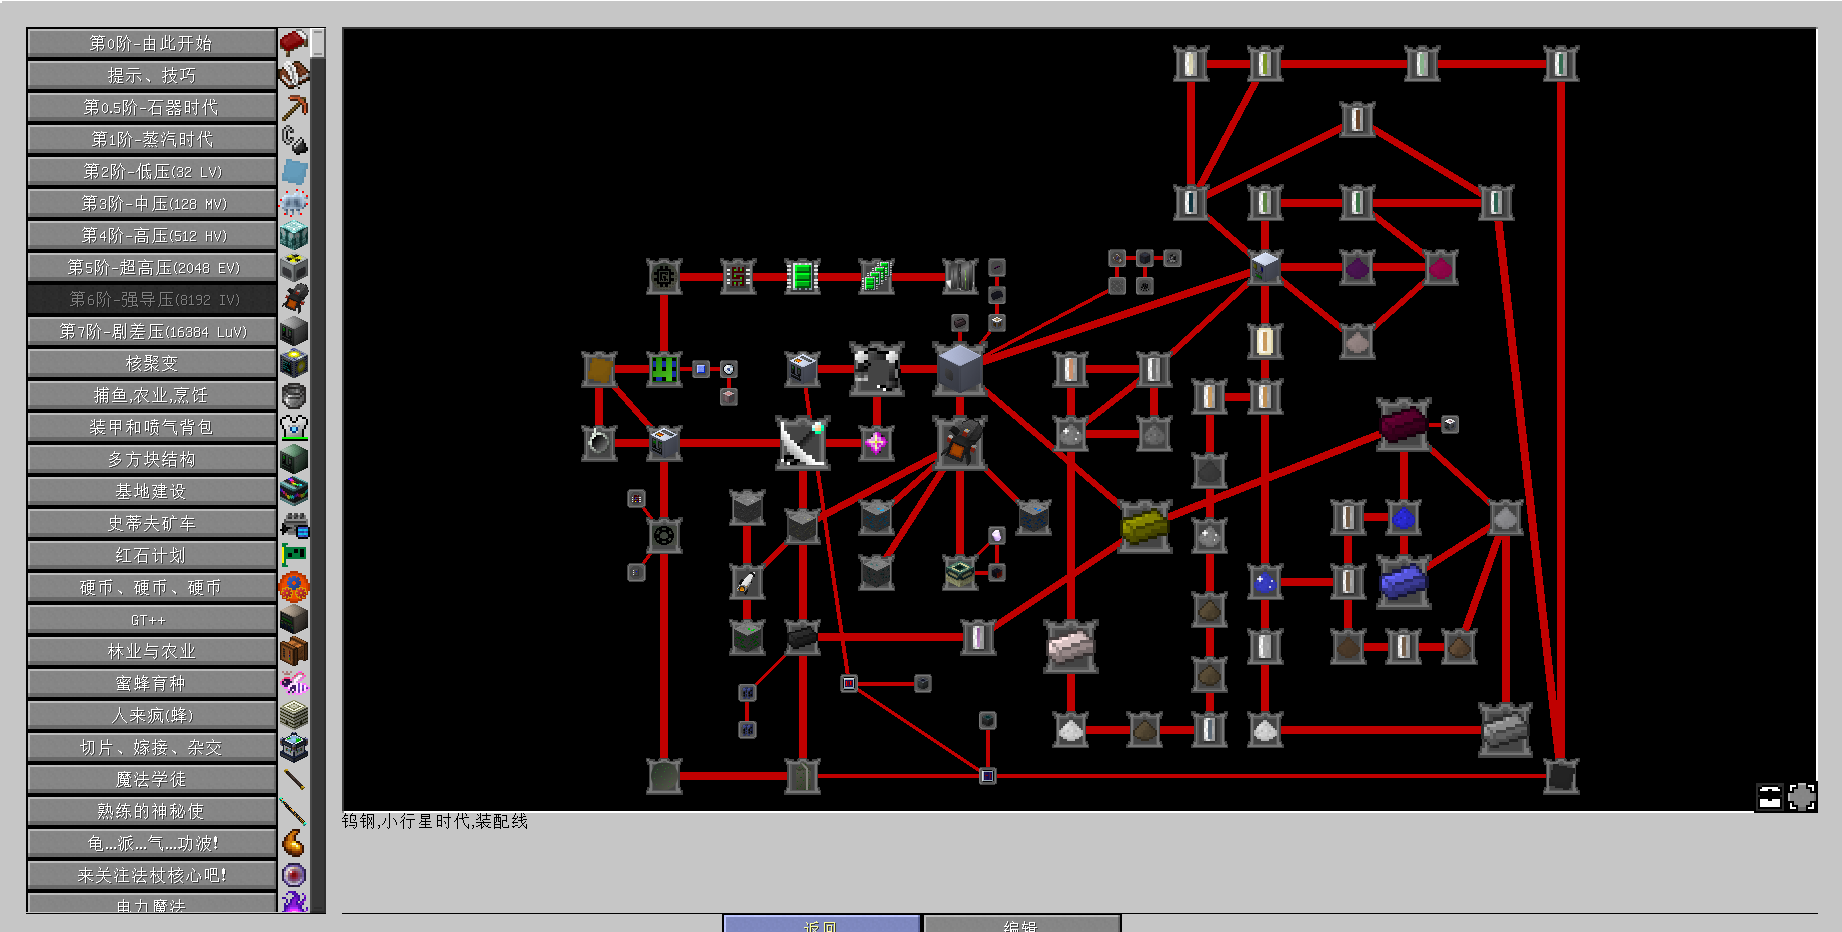 第0阶-由此开始
提示、技巧
第0.5阶-石器时代
第1阶-蒸汽时代
第2阶-低压(32 LV)
第3阶-中压(128 MV)
第4阶-高压(512 HV)
第5阶-超高压(2048 EV)
第6阶-强导压(8192 IV)
第7阶-剧差压(16384 LuV)
核聚变
捕鱼,农业,烹饪
装甲和喷气背包
多方块结构
基地建设
史蒂夫矿车
红石计划
硬币、硬币、硬币
GT++
林业与农业
蜜蜂育种
人来疯(蜂)
切片、嫁接、杂交
魔法学徒
熟练的神秘使
龟...派...气...功波!
来关注法杖核心吧!
电力魔法
钨钢,小行星时代,装配线
返回
编辑